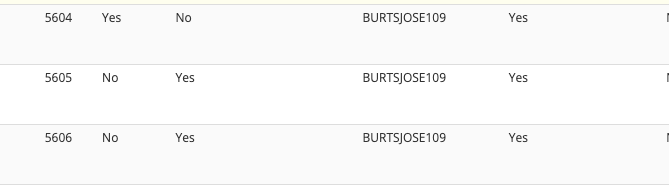 5604 Yes No BURTSJOSE109 Yes
5605 No Yes BURTSJOSE109 Yes
5606 No Yes BURTSJOSE109 Yes